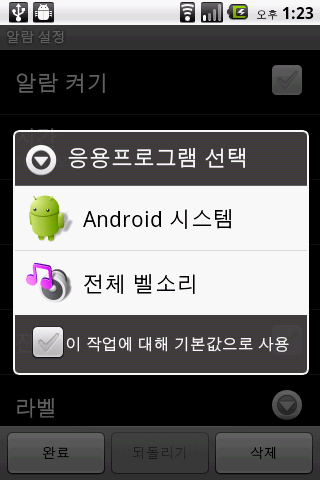 오후 1:23
알람 설정
알람 켜기
응용프로그램 선택
Android 시스템
전체 벨소리
이 작업에 대해 기본값으로 사용
라벨
완료 되돌리기 삭제